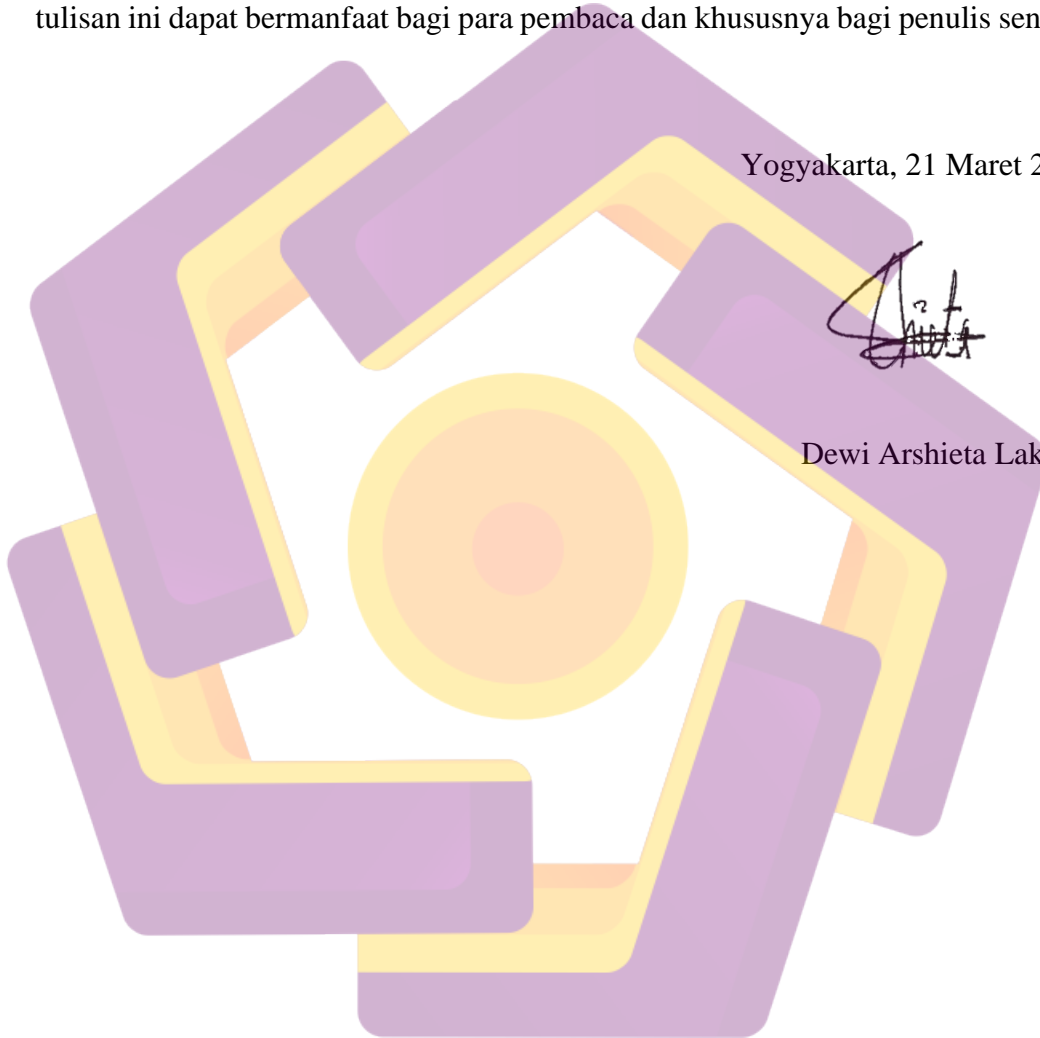 tulisan ini dapat bermanfaat bagi para pembaca dan khususnya bagi penulis sen
Yogyakarta, 21 Maret 2
Dewi Arshieta Lak